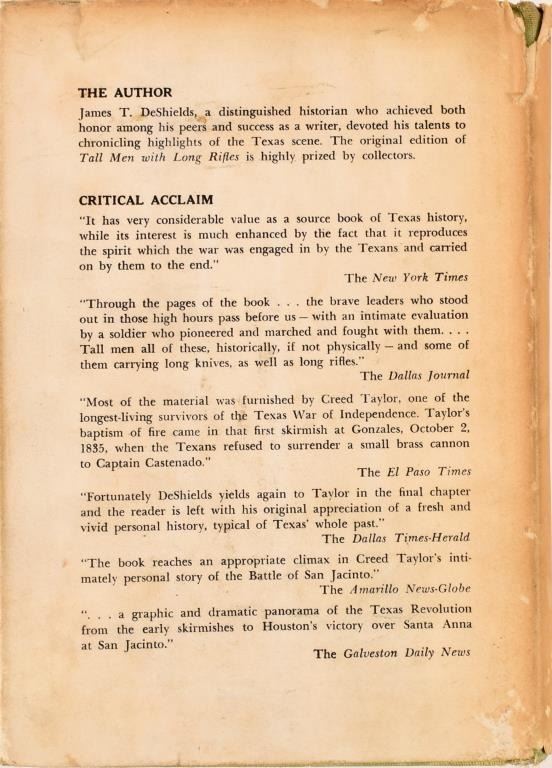 THE AUTHOR
James T. DeShields, a distinguished historian who achieved both
honor among his peers and success as a writer, devoted his talents to
chronicling highlights of the Texas scene. The original edition of
Tall Men with Long Rifles is highly prized by collectors.
CRITICAL ACCLAIM
"It has very considerable value as a source book of Texas history,
while its interest is much enhanced by the fact that it reproduces
the spirit which the war was engaged in by the Texans and carried
on by them to the end."
The New York Times
"Through the pages of the book . . . the brave leaders who stood
out in those high hours pass before us – with an intimate evaluation
by a soldier who pioneered and marched and fought with them. . . .
Tall men all of these, historically, if not physically – and some of
them carrying long knives, as well as long rifles."
The Dallas Journal
"Most of the material was furnished by Creed Taylor, one of the
longest-living survivors of the Texas War of Independence. Taylor's
baptism of fire came in that first skirmish at Gonzales, October 2,
1835, when the Texans refused to surrender a small brass cannon
to Captain Castenado."
The El Paso Times
"Fortunately DeShields yields again to Taylor in the final chapter
and the reader is left with his original appreciation of a fresh and
vivid personal history, typical of Texas' whole past."
The Dallas Times-Herald
"The book reaches an appropriate climax in Creed Taylor's inti-
mately personal story of the Battle of San Jacinto."
The Amarillo News-Globe
". . . a graphic and dramatic panorama of the Texas Revolution
from the early skirmishes to Houston's victory over Santa Anna
at San Jacinto."
The Galveston Daily News